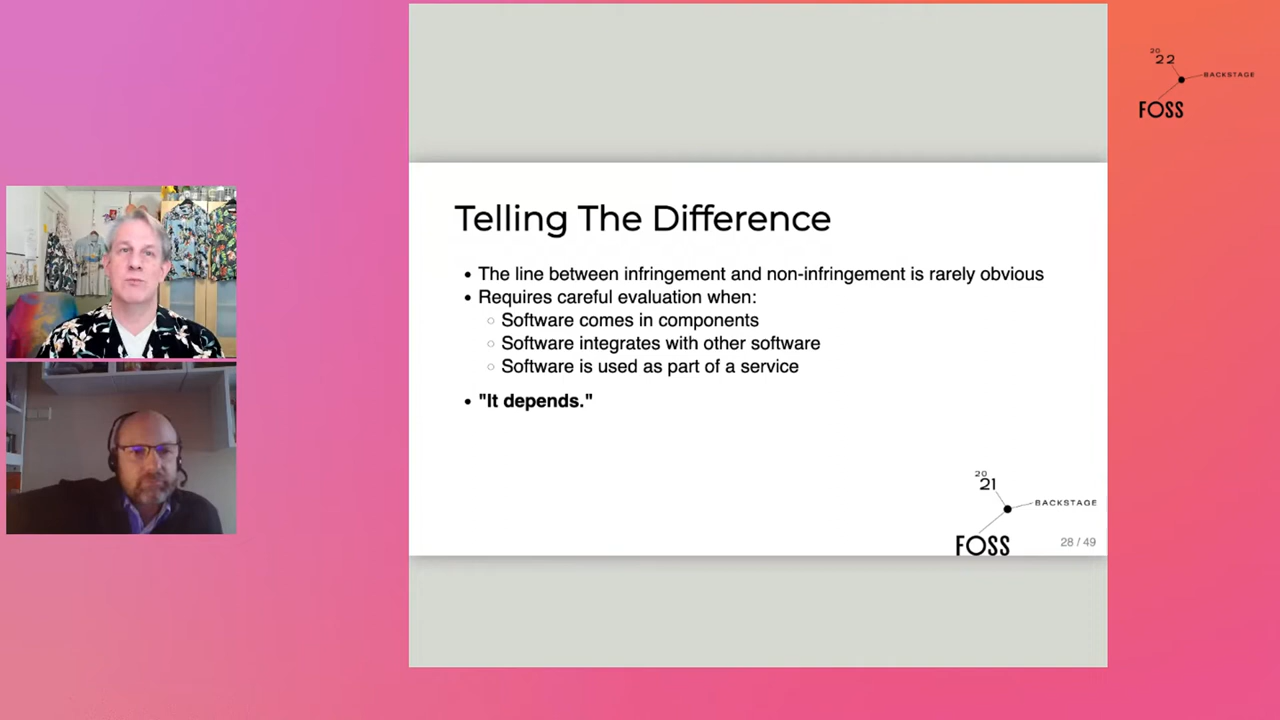 20
22
BACKSTAGE
FOSS
Telling The Difference
• The line between infringement and non-infringement is rarely obvious
• Requires careful evaluation when:
○ Software comes in components
○ Software integrates with other software
○ Software is used as part of a service
• "It depends."
20
21
BACKSTAGE
FOSS
28 / 49